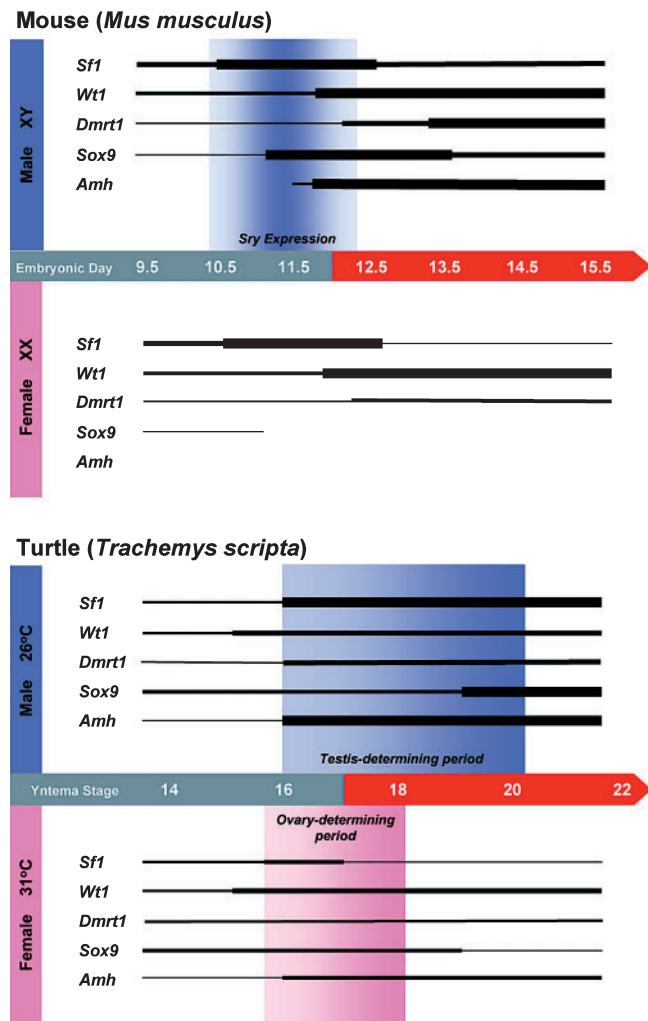 Mouse (Mus musculus)
Male XY
Sf1
Wt1
Dmrt1
Sox9
Amh
Sry Expression
Embryonic Day 9.5 10.5 11.5 12.5 13.5 14.5 15.5
Female XX
Sf1
Wt1
Dmrt1
Sox9
Amh
Turtle (Trachemys scripta)
Male 26ºC
Sf1
Wt1
Dmrt1
Sox9
Amh
Testis-determining period
Yntema Stage 14 16 18 20 22
Ovary-determining
period
Female 31ºC
Sf1
Wt1
Dmrt1
Sox9
Amh